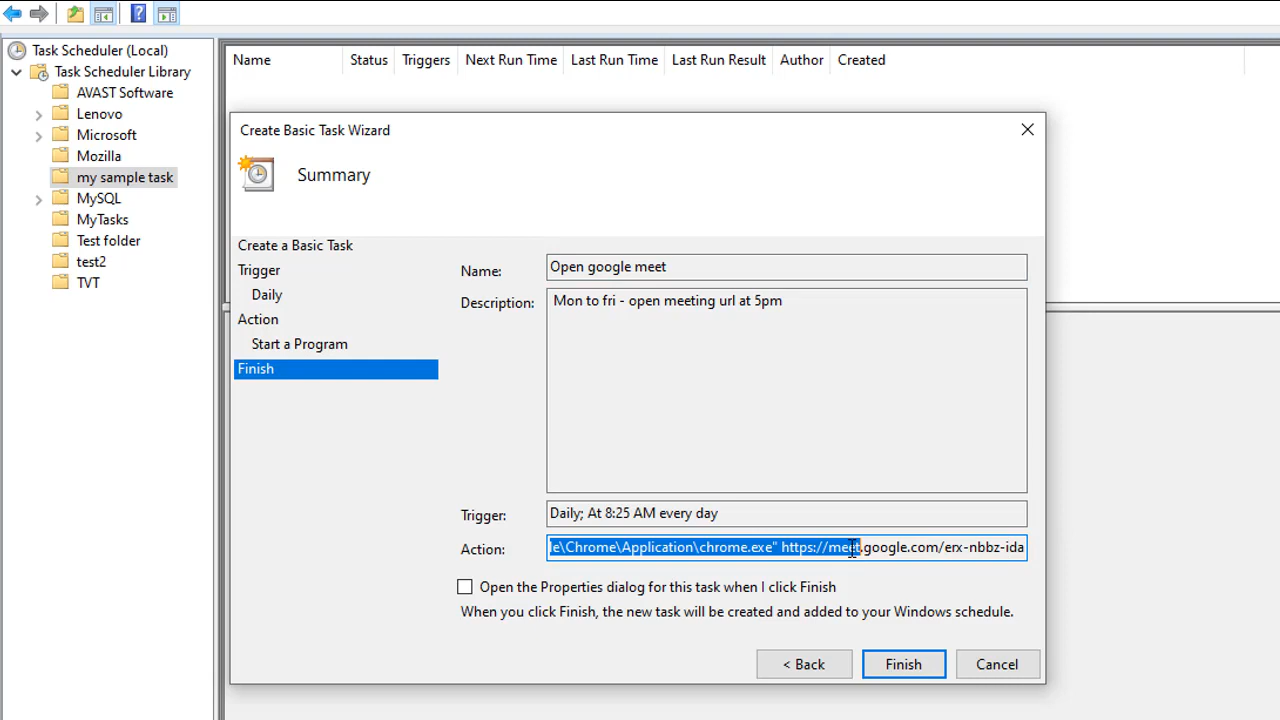 Task Scheduler (Local)
Task Scheduler Library
AVAST Software
Lenovo
Microsoft
Mozilla
my sample task
MySQL
MyTasks
Test folder
test2
TVT
Name Status Triggers Next Run Time Last Run Time Last Run Result Author Created
Create Basic Task Wizard
Summary
Create a Basic Task
Trigger
Daily
Action
Start a Program
Finish
Name: Open google meet
Description: Mon to fri - open meeting url at 5pm
Trigger: Daily; At 8:25 AM every day
Action: le\Chrome\Application\chrome.exe" https://meet.google.com/erx-nbbz-ida
Open the Properties dialog for this task when I click Finish
When you click Finish, the new task will be created and added to your Windows schedule.
< Back Finish Cancel